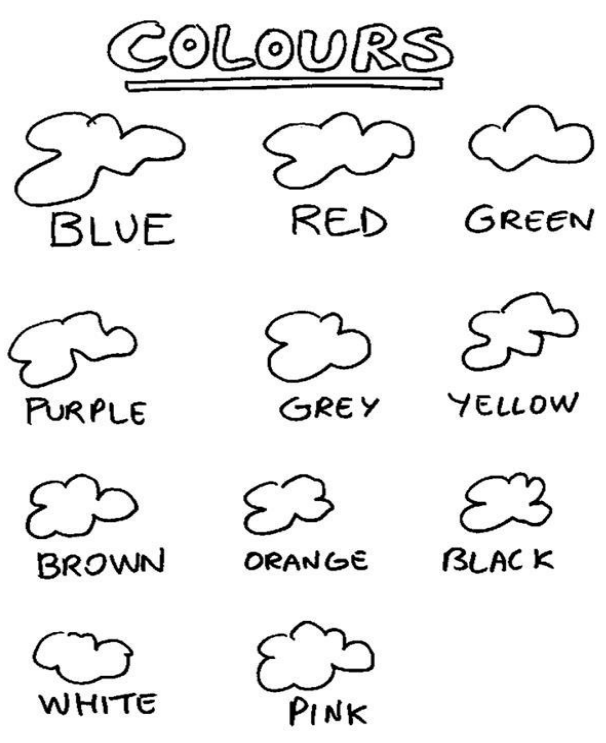 COLOURS
BLUE RED GREEN
PURPLE GREY YELLOW
BROWN ORANGE BLACK
WHITE PINK